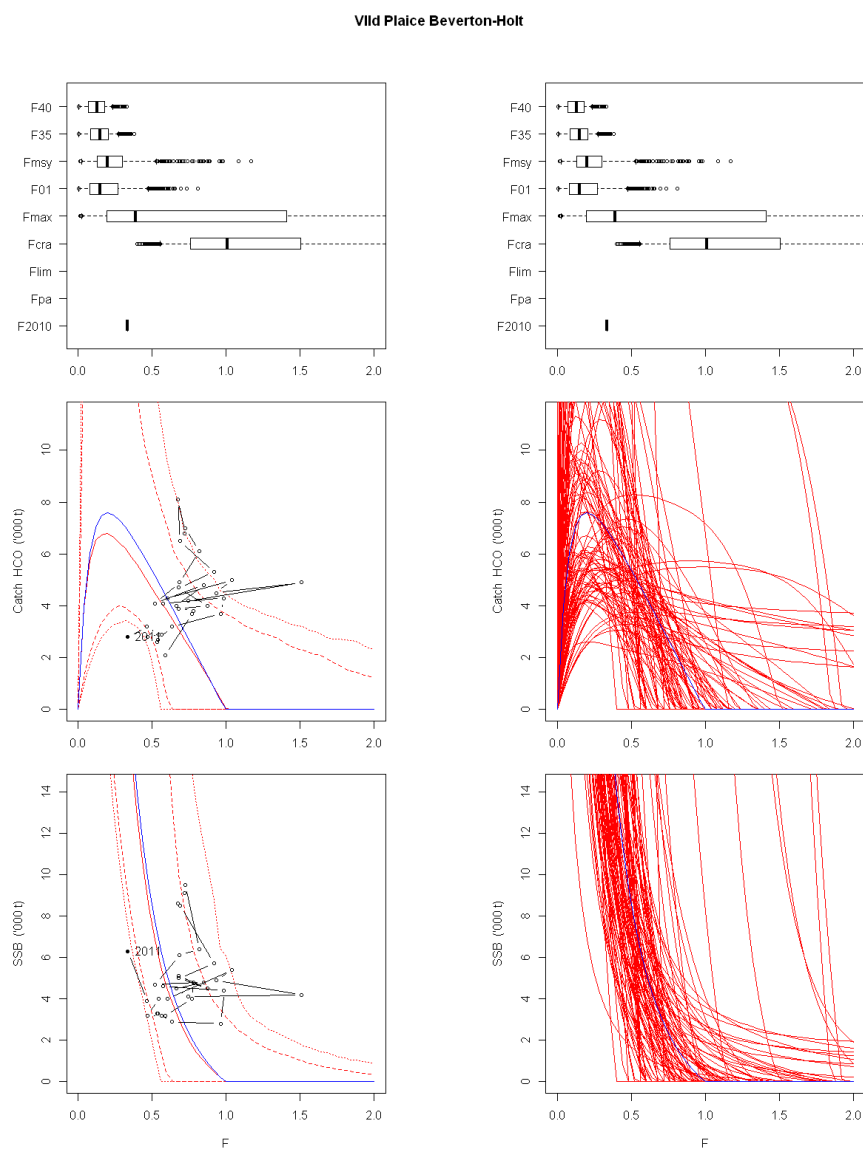 VIId Plaice Beverton-Holt
F40
F35
Fmsy
F01
Fmax
Fcra
Flim
Fpa
F2010
0.0 0.5 1.0 1.5 2.0
F40
F35
Fmsy
F01
Fmax
Fcra
Flim
Fpa
F2010
0.0 0.5 1.0 1.5 2.0
Catch HCO ('000 t)
10
8
6
4
2
0
2011
0.0 0.5 1.0 1.5 2.0
Catch HCO ('000 t)
10
8
6
4
2
0
0.0 0.5 1.0 1.5 2.0
SSB ('000 t)
14
12
10
8
6
4
2
0
2011
0.0 0.5 1.0 1.5 2.0
F
SSB ('000 t)
14
12
10
8
6
4
2
0
0.0 0.5 1.0 1.5 2.0
F